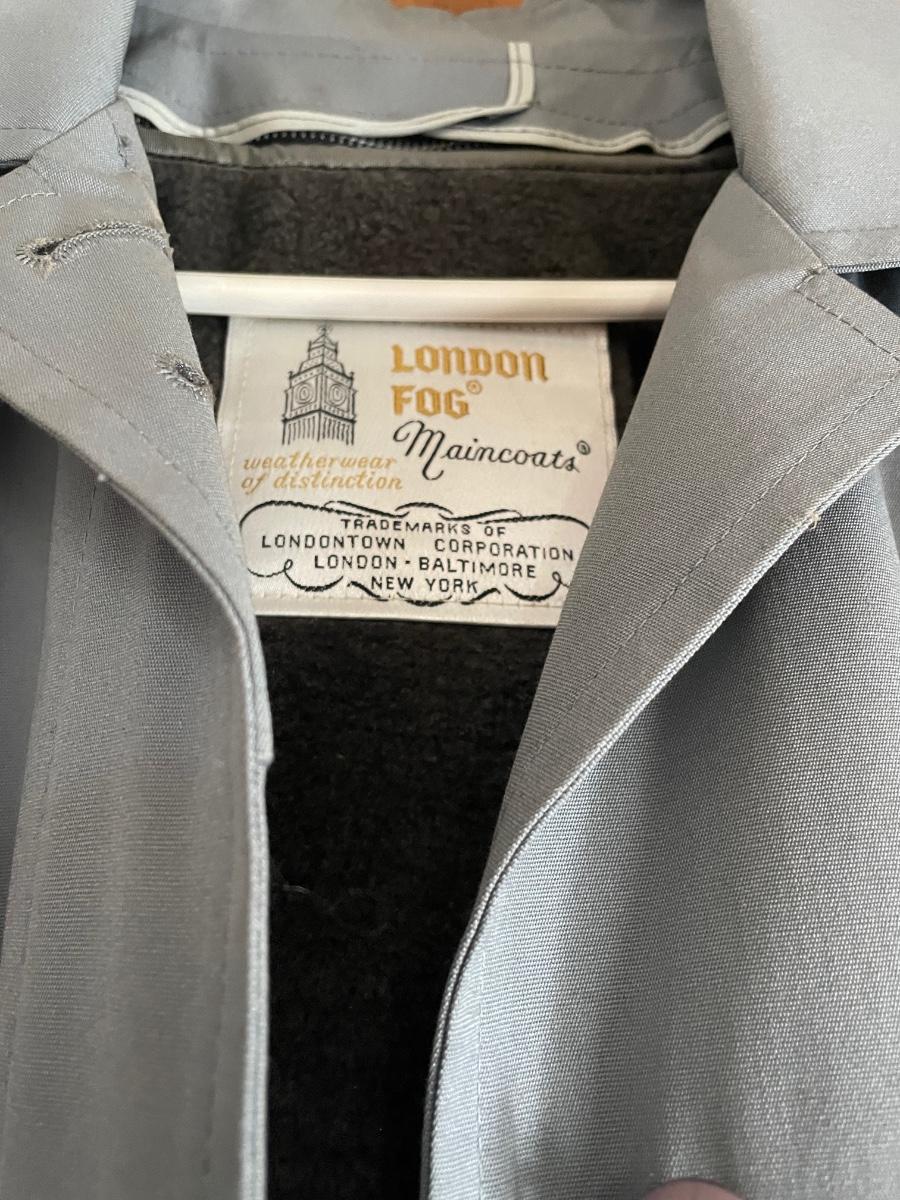 LONDON
FOG®
Maincoats®
weatherwear
of distinction
TRADEMARKS OF
LONDONTOWN CORPORATION
LONDON - BALTIMORE
NEW YORK